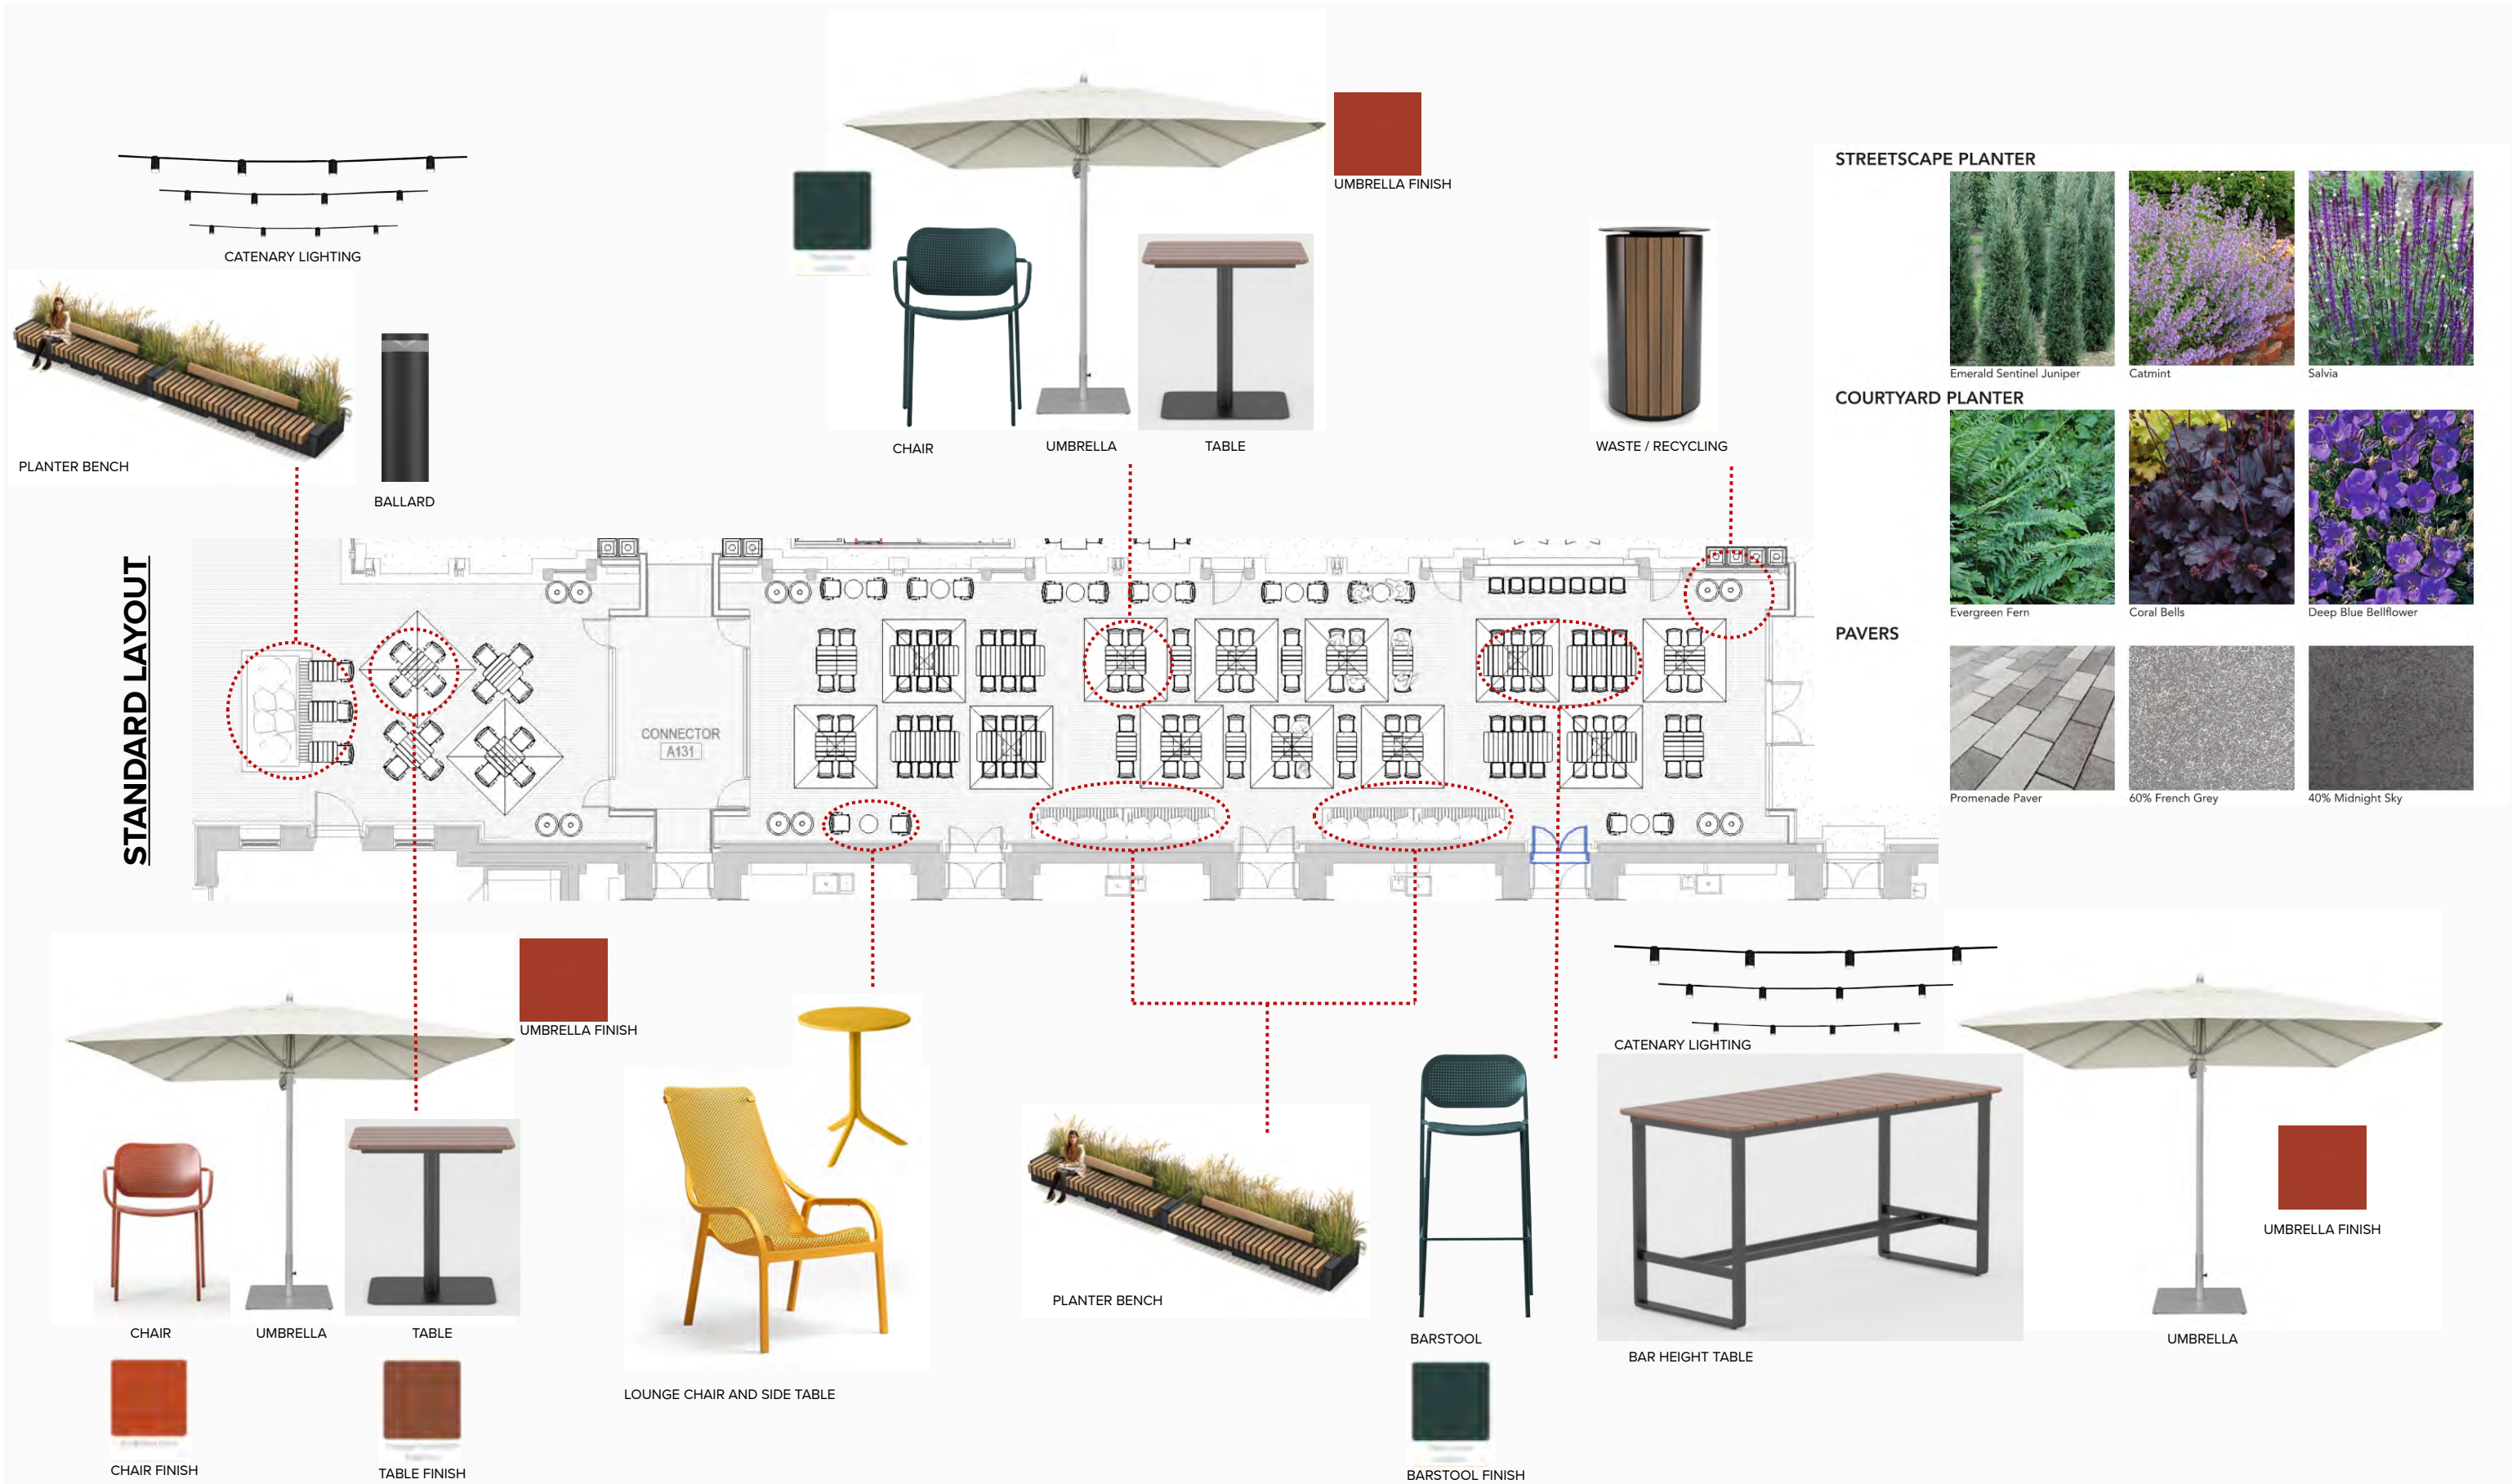 UMBRELLA FINISH
CATENARY LIGHTING
PLANTER BENCH
BALLARD
CHAIR
UMBRELLA
TABLE
WASTE / RECYCLING
STREETSCAPE PLANTER
Emerald Sentinel Juniper
Catmint
Salvia
COURTYARD PLANTER
Evergreen Fern
Coral Bells
Deep Blue Bellflower
PAVERS
Promenade Paver
60% French Grey
40% Midnight Sky
STANDARD LAYOUT
CONNECTOR
A131
UMBRELLA FINISH
CHAIR
UMBRELLA
TABLE
CHAIR FINISH
TABLE FINISH
LOUNGE CHAIR AND SIDE TABLE
PLANTER BENCH
BARSTOOL
BARSTOOL FINISH
CATENARY LIGHTING
BAR HEIGHT TABLE
UMBRELLA FINISH
UMBRELLA